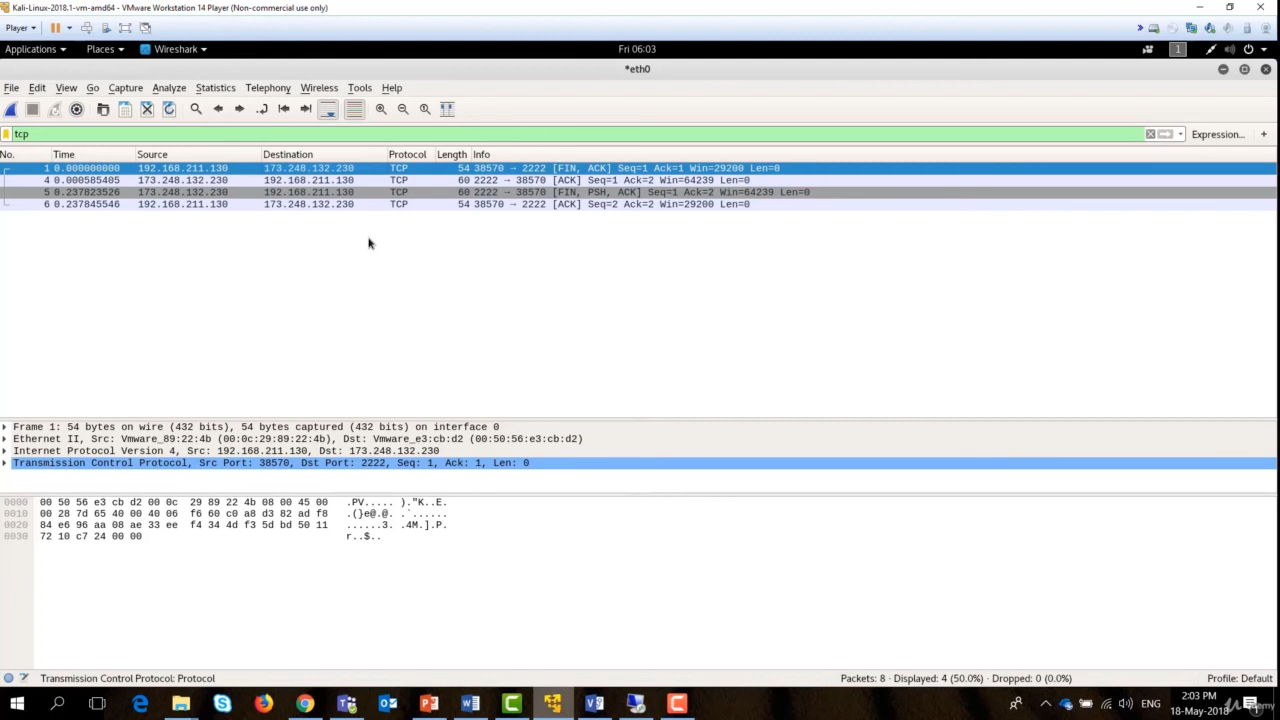 Kali-Linux-2018.1-vm-amd64 - VMware Workstation 14 Player (Non-commercial use only)
Player
Applications Places Wireshark Fri 06:03 1
*eth0
File Edit View Go Capture Analyze Statistics Telephony Wireless Tools Help
tcp Expression... +
No. Time Source Destination Protocol Length Info
1 0.000000000 192.168.211.130 173.248.132.230 TCP 54 38570 → 2222 [FIN, ACK] Seq=1 Ack=1 Win=29200 Len=0
4 0.000585405 173.248.132.230 192.168.211.130 TCP 60 2222 → 38570 [ACK] Seq=1 Ack=2 Win=64239 Len=0
5 0.237823526 173.248.132.230 192.168.211.130 TCP 60 2222 → 38570 [FIN, PSH, ACK] Seq=1 Ack=2 Win=64239 Len=0
6 0.237845546 192.168.211.130 173.248.132.230 TCP 54 38570 → 2222 [ACK] Seq=2 Ack=2 Win=29200 Len=0
Frame 1: 54 bytes on wire (432 bits), 54 bytes captured (432 bits) on interface 0
Ethernet II, Src: Vmware_89:22:4b (00:0c:29:89:22:4b), Dst: Vmware_e3:cb:d2 (00:50:56:e3:cb:d2)
Internet Protocol Version 4, Src: 192.168.211.130, Dst: 173.248.132.230
Transmission Control Protocol, Src Port: 38570, Dst Port: 2222, Seq: 1, Ack: 1, Len: 0
0000 00 50 56 e3 cb d2 00 0c 29 89 22 4b 08 00 45 00 .PV..... )."K..E.
0010 00 28 7d 65 40 00 40 06 f6 60 c0 a8 d3 82 ad f8 .(}e@.@. .`......
0020 84 e6 96 aa 08 ae 33 ee f4 34 4d f3 5d bd 50 11 ......3. .4M.].P.
0030 72 10 c7 24 00 00 r..$..
Transmission Control Protocol: Protocol Packets: 8 · Displayed: 4 (50.0%) · Dropped: 0 (0.0%) Profile: Default
ENG 2:03 PM
18-May-2018
Udemy